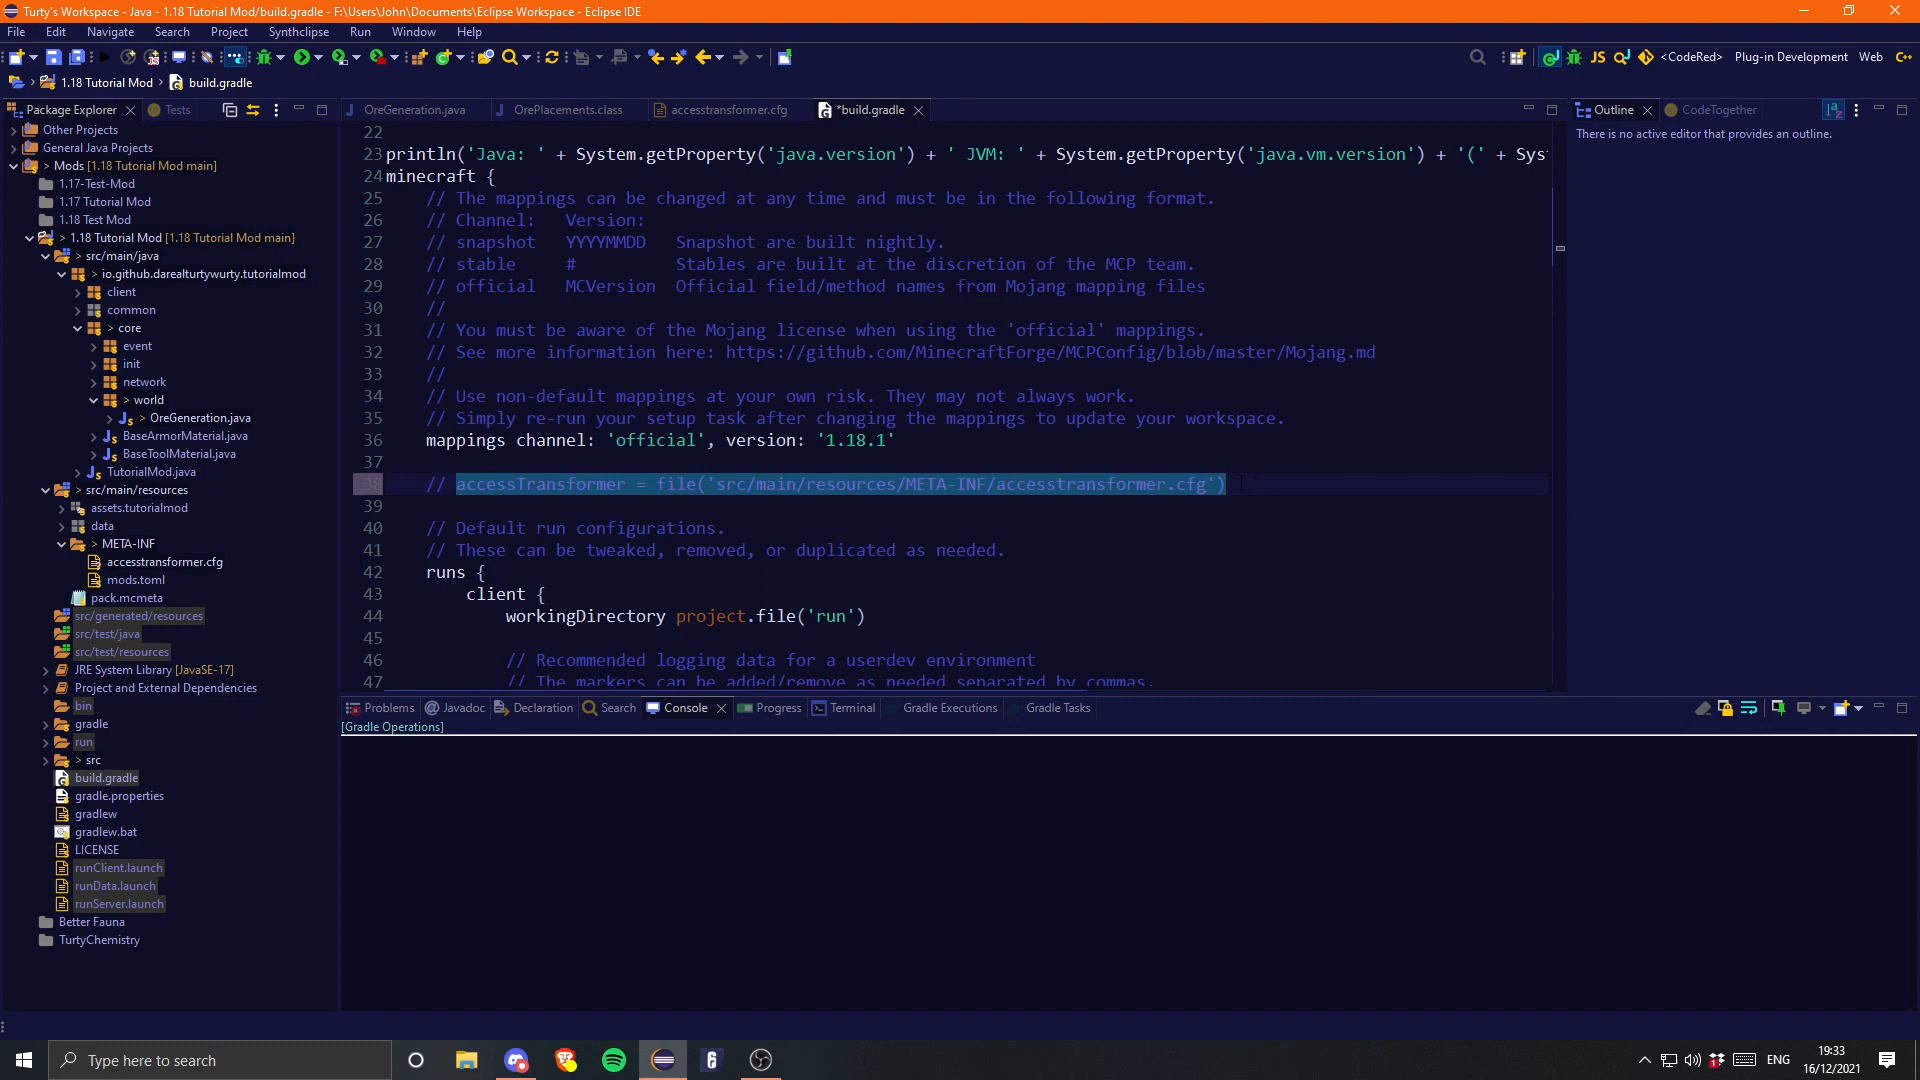 Turty's Workspace - Java - 1.18 Tutorial Mod/build.gradle - F:\Users\John\Documents\Eclipse Workspace - Eclipse IDE
File Edit Navigate Search Project Synthclipse Run Window Help
<CodeRed> Plug-in Development Web
1.18 Tutorial Mod > build.gradle
Package Explorer Tests
OreGeneration.java OrePlacements.class accesstransformer.cfg *build.gradle
Outline CodeTogether
There is no active editor that provides an outline.
Other Projects
General Java Projects
> Mods [1.18 Tutorial Mod main]
1.17-Test-Mod
1.17 Tutorial Mod
1.18 Test Mod
> 1.18 Tutorial Mod [1.18 Tutorial Mod main]
> src/main/java
> io.github.darealturtywurty.tutorialmod
client
common
> core
event
init
network
> world
> OreGeneration.java
BaseArmorMaterial.java
BaseToolMaterial.java
TutorialMod.java
> src/main/resources
assets.tutorialmod
data
> META-INF
accesstransformer.cfg
mods.toml
pack.mcmeta
src/generated/resources
src/test/java
src/test/resources
JRE System Library [JavaSE-17]
Project and External Dependencies
bin
gradle
run
> src
build.gradle
gradle.properties
gradlew
gradlew.bat
LICENSE
runClient.launch
runData.launch
runServer.launch
Better Fauna
TurtyChemistry
22
23 println('Java: ' + System.getProperty('java.version') + ' JVM: ' + System.getProperty('java.vm.version') + '(' + Sys
24 minecraft {
25 // The mappings can be changed at any time and must be in the following format.
26 // Channel: Version:
27 // snapshot YYYYMMDD Snapshot are built nightly.
28 // stable # Stables are built at the discretion of the MCP team.
29 // official MCVersion Official field/method names from Mojang mapping files
30 //
31 // You must be aware of the Mojang license when using the 'official' mappings.
32 // See more information here: https://github.com/MinecraftForge/MCPConfig/blob/master/Mojang.md
33 //
34 // Use non-default mappings at your own risk. They may not always work.
35 // Simply re-run your setup task after changing the mappings to update your workspace.
36 mappings channel: 'official', version: '1.18.1'
37
38 // accessTransformer = file('src/main/resources/META-INF/accesstransformer.cfg')
39
40 // Default run configurations.
41 // These can be tweaked, removed, or duplicated as needed.
42 runs {
43 client {
44 workingDirectory project.file('run')
45
46 // Recommended logging data for a userdev environment
47 // The markers can be added/remove as needed separated by commas.
Problems @ Javadoc Declaration Search Console Progress Terminal Gradle Executions Gradle Tasks
[Gradle Operations]
Type here to search
ENG
19:33
16/12/2021